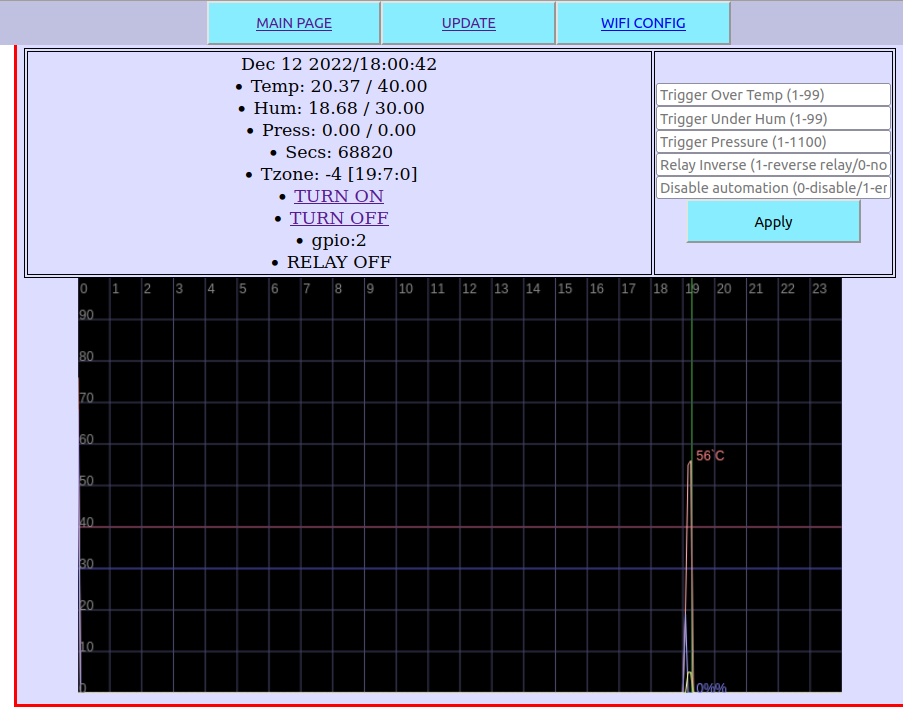 MAIN PAGE UPDATE WIFI CONFIG
Dec 12 2022/18:00:42
• Temp: 20.37 / 40.00
• Hum: 18.68 / 30.00
• Press: 0.00 / 0.00
• Secs: 68820
• Tzone: -4 [19:7:0]
• TURN ON
• TURN OFF
• gpio:2
• RELAY OFF
Trigger Over Temp (1-99)
Trigger Under Hum (1-99)
Trigger Pressure (1-1100)
Relay Inverse (1-reverse relay/0-no
Disable automation (0-disable/1-er
Apply
0 1 2 3 4 5 6 7 8 9 10 11 12 13 14 15 16 17 18 19 20 21 22 23
90
80
70
60
56°C
50
40
30
20
10
0 0%%